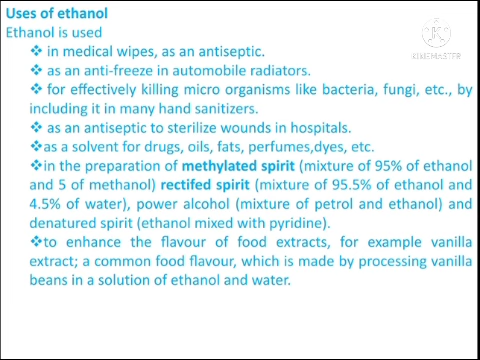 Uses of ethanol
Ethanol is used
❖ in medical wipes, as an antiseptic.
❖ as an anti-freeze in automobile radiators.
❖ for effectively killing micro organisms like bacteria, fungi, etc., by
including it in many hand sanitizers.
❖ as an antiseptic to sterilize wounds in hospitals.
❖as a solvent for drugs, oils, fats, perfumes,dyes, etc.
❖in the preparation of methylated spirit (mixture of 95% of ethanol
and 5 of methanol) rectifed spirit (mixture of 95.5% of ethanol and
4.5% of water), power alcohol (mixture of petrol and ethanol) and
denatured spirit (ethanol mixed with pyridine).
❖to enhance the flavour of food extracts, for example vanilla
extract; a common food flavour, which is made by processing vanilla
beans in a solution of ethanol and water.
KINEMASTER